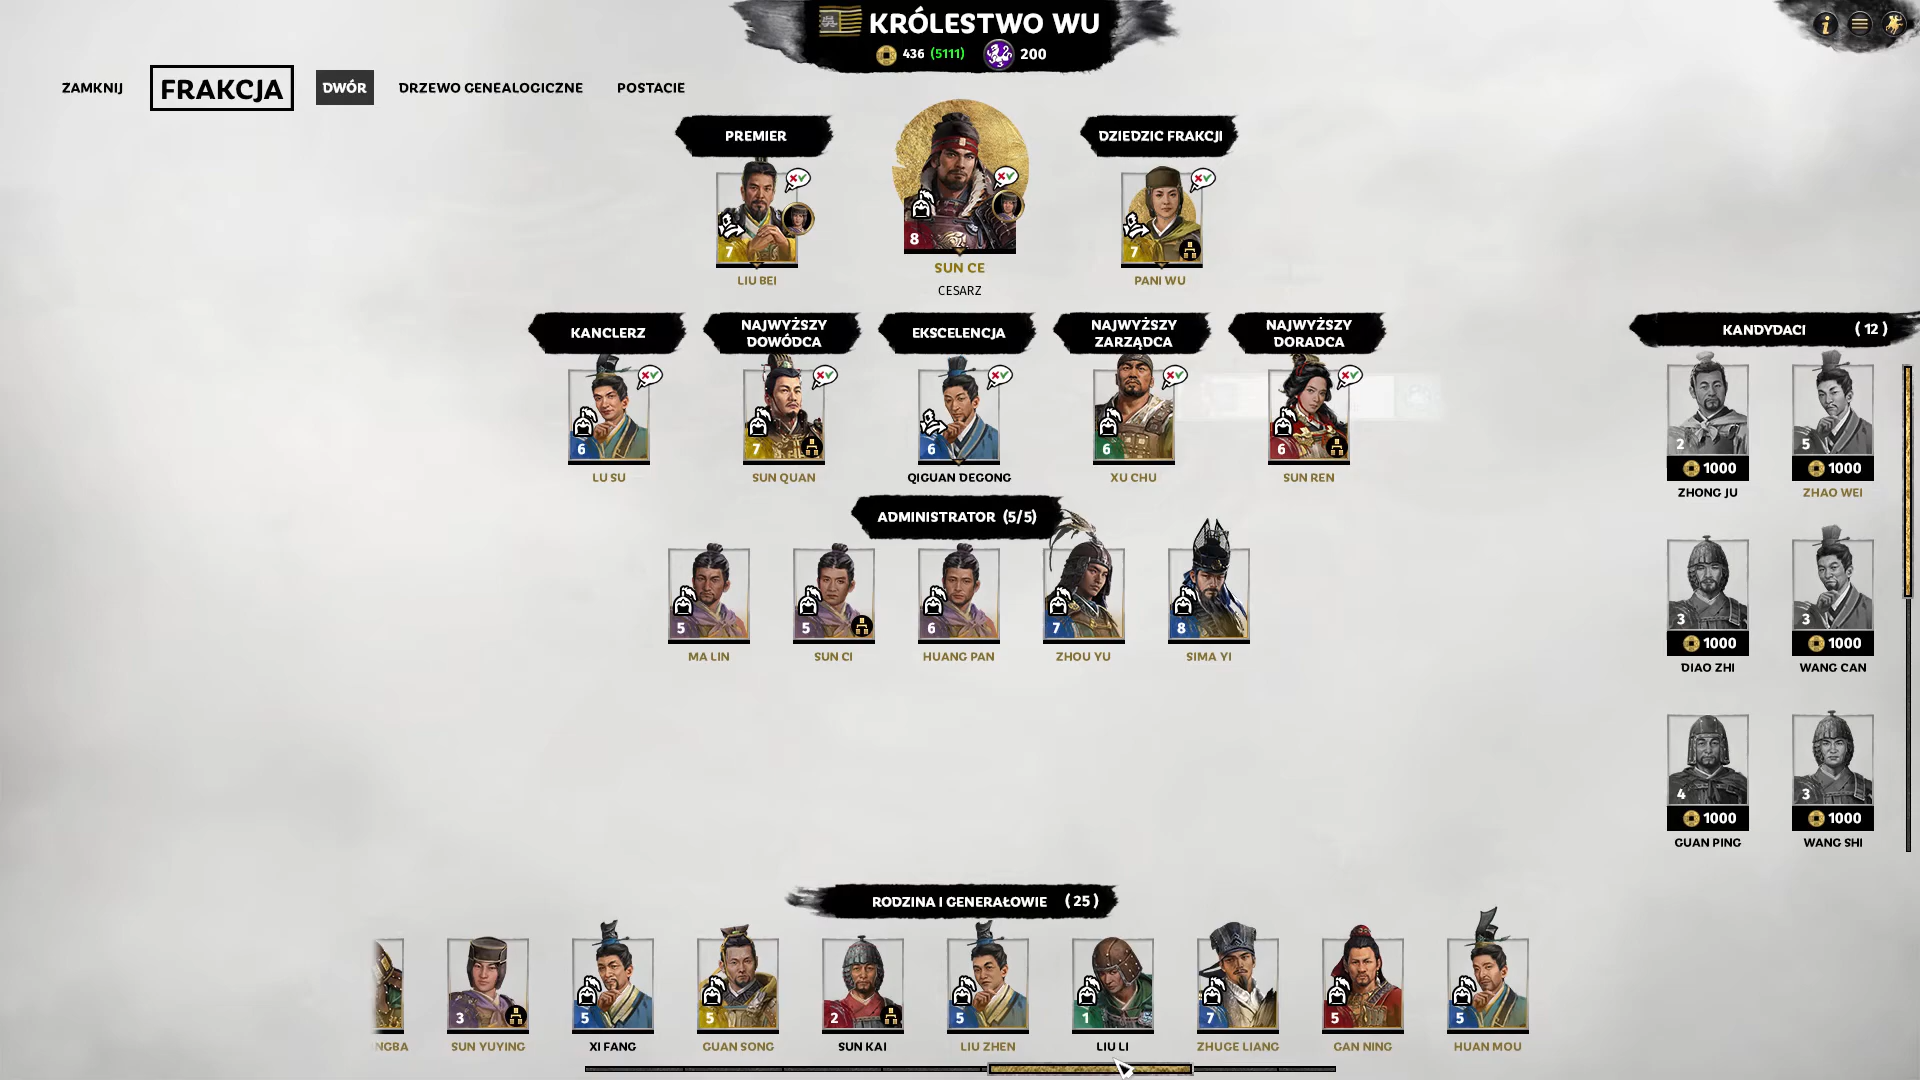 KRÓLESTWO WU
436 (5111) 3 200
ZAMKNIJ FRAKCJA DWÓR DRZEWO GENEALOGICZNE POSTACIE
PREMIER
DZIEDZIC FRAKCJI
7
8
7
LIU BEI
SUN CE
PANI WU
CESARZ
KANCLERZ
NAJWYŻSZY
DOWÓDCA
EKSCELENCJA
NAJWYŻSZY
ZARZĄDCA
NAJWYŻSZY
DORADCA
6
7
6
6
6
LU SU
SUN QUAN
QIGUAN DEGONG
XU CHU
SUN REN
ADMINISTRATOR (5/5)
5
5
6
7
8
MA LIN
SUN CI
HUANG PAN
ZHOU YU
SIMA YI
KANDYDACI (12)
2
5
1000
1000
ZHONG JU
ZHAO WEI
3
3
1000
1000
DIAO ZHI
WANG CAN
4
3
1000
1000
GUAN PING
WANG SHI
RODZINA I GENERAŁOWIE (25)
3
5
5
2
5
1
7
5
5
NGBA
SUN YUYING
XI FANG
GUAN SONG
SUN KAI
LIU ZHEN
LIU LI
ZHUGE LIANG
GAN NING
HUAN MOU